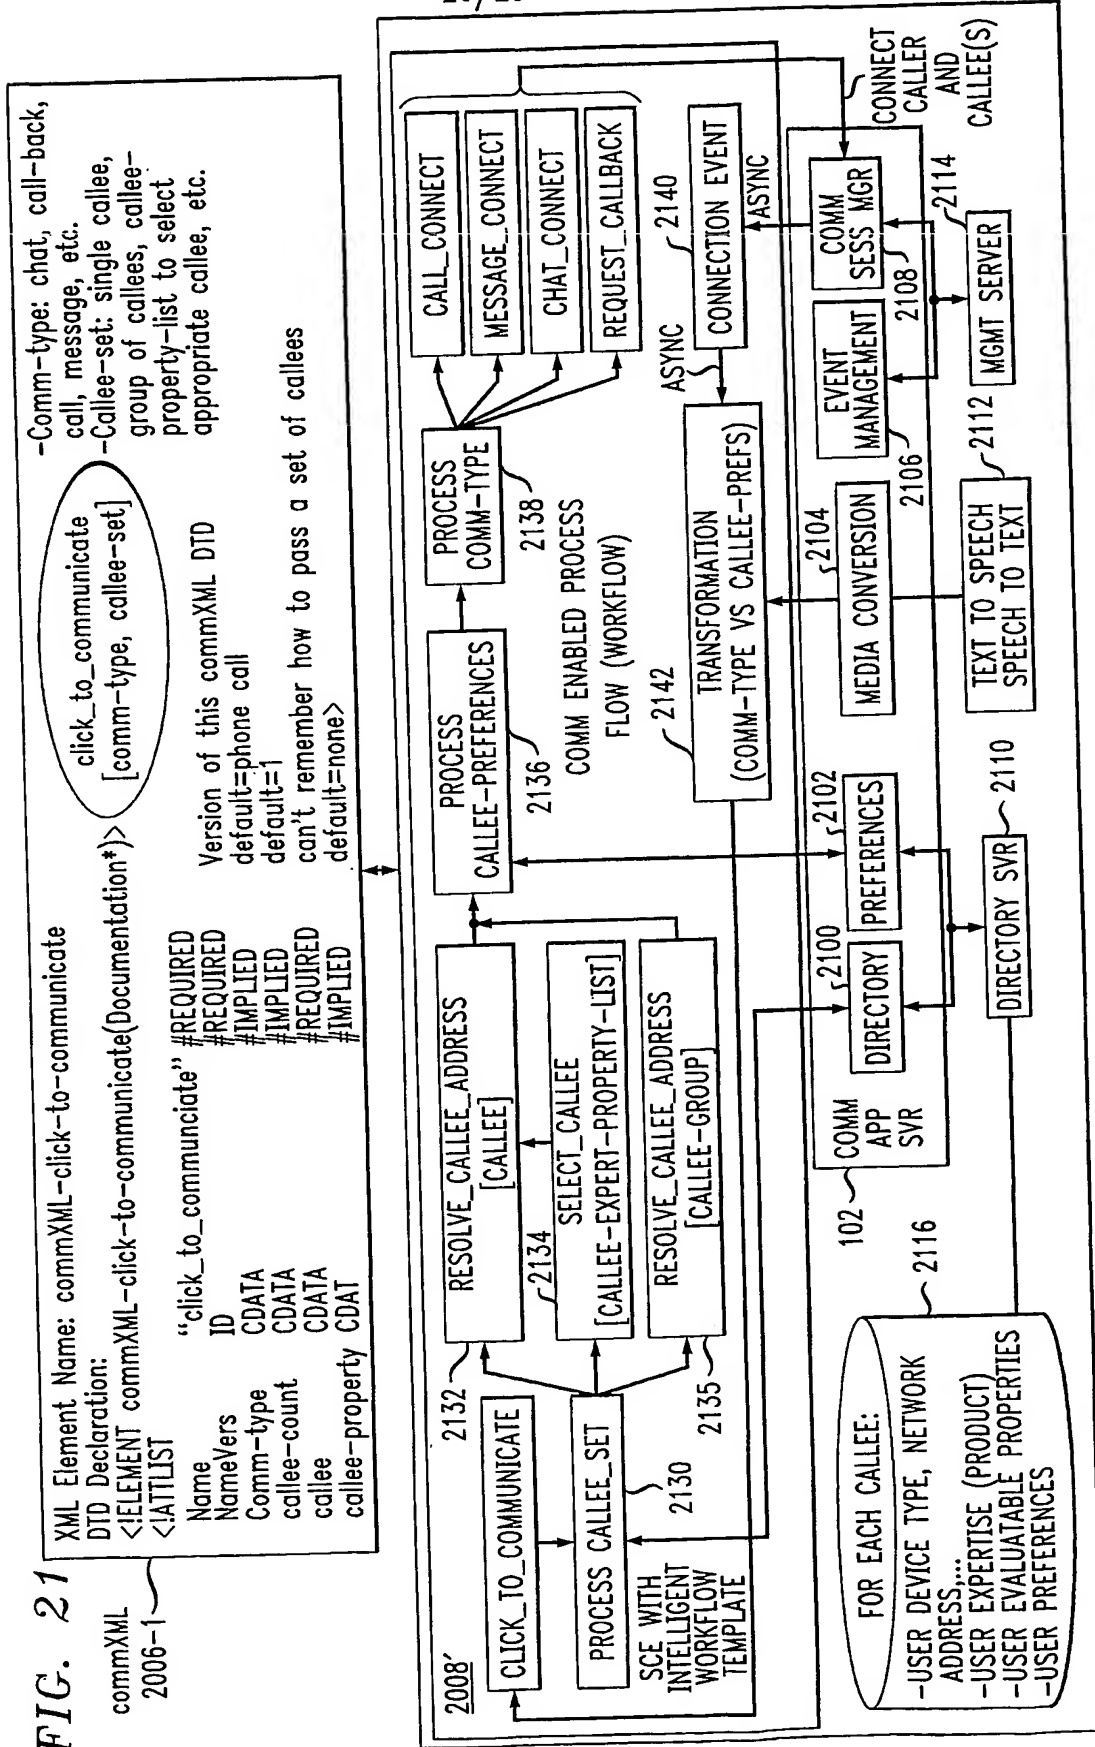 FIG. 21
commXML
2006-1
XML Element Name: commXML-click-to-communicate
DTD Declaration:
<!ELEMENT commXML-click-to-communicate(Documentation*)>
<!ATTLIST
Name "click_to_communciate" #REQUIRED
NameVers ID #REQUIRED Version of this commXML DTD
Comm-type CDATA #IMPLIED default=phone call
callee-count CDATA #IMPLIED default=1
callee CDATA #REQUIRED can't remember how to pass a set of callees
callee-property CDAT #IMPLIED default=none>
click_to_communicate
[comm-type, callee-set]
-Comm-type: chat, call-back,
call, message, etc.
-Callee-set: single callee,
group of callees, callee-
property-list to select
appropriate callee, etc.
2008'
CLICK_TO_COMMUNICATE
PROCESS CALLEE_SET
2130
SCE WITH
INTELLIGENT
WORKFLOW
TEMPLATE
2132
RESOLVE_CALLEE_ADDRESS
[CALLEE]
2134
SELECT_CALLEE
[CALLEE-EXPERT-PROPERTY-LIST]
RESOLVE_CALLEE_ADDRESS
[CALLEE-GROUP]
2135
PROCESS
CALLEE-PREFERENCES
2136
PROCESS
COMM-TYPE
2138
COMM ENABLED PROCESS
FLOW (WORKFLOW)
CALL_CONNECT
MESSAGE_CONNECT
CHAT_CONNECT
REQUEST_CALLBACK
2142
TRANSFORMATION
(COMM-TYPE VS CALLEE-PREFS)
ASYNC
2140
CONNECTION EVENT
ASYNC
CONNECT
CALLER
AND
CALLEE(S)
102
COMM
APP
SVR
2100
DIRECTORY
2102
PREFERENCES
2104
MEDIA CONVERSION
2106
EVENT
MANAGEMENT
2108
COMM
SESS MGR
DIRECTORY SVR
2110
TEXT TO SPEECH
SPEECH TO TEXT
2112
MGMT SERVER
2114
2116
FOR EACH CALLEE:
-USER DEVICE TYPE, NETWORK
ADDRESS,...
-USER EXPERTISE (PRODUCT)
-USER EVALUATABLE PROPERTIES
-USER PREFERENCES